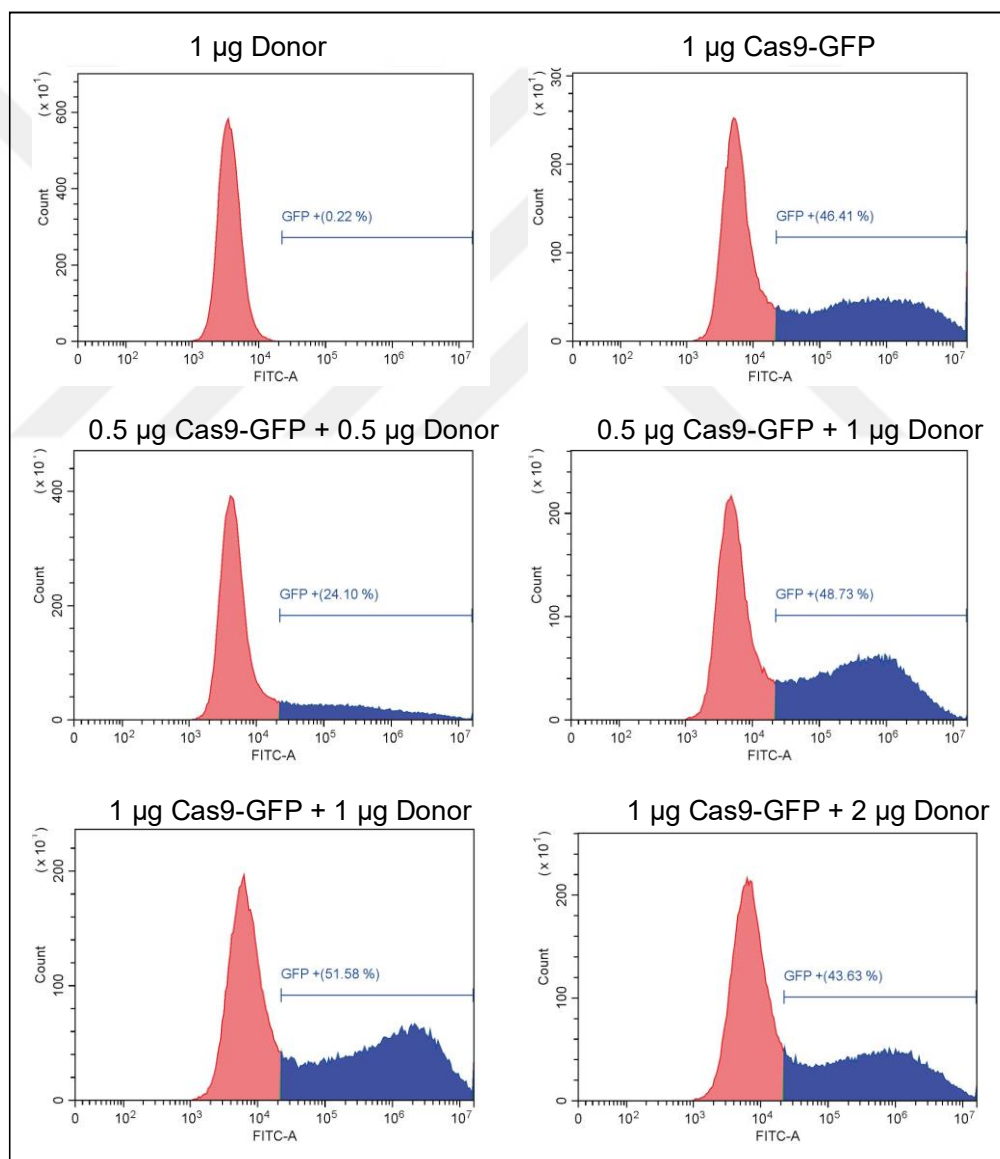 1 µg Donor
(x 10¹)
Count
600
400
200
0
GFP +(0.22 %)
0 10² 10³ 10⁴ 10⁵ 10⁶ 10⁷
FITC-A
1 µg Cas9-GFP
(x 10¹)
Count
300
200
100
0
GFP +(46.41 %)
0 10² 10³ 10⁴ 10⁵ 10⁶ 10⁷
FITC-A
0.5 µg Cas9-GFP + 0.5 µg Donor
(x 10¹)
Count
400
200
0
GFP +(24.10 %)
0 10² 10³ 10⁴ 10⁵ 10⁶ 10⁷
FITC-A
0.5 µg Cas9-GFP + 1 µg Donor
(x 10¹)
Count
200
100
0
GFP +(48.73 %)
0 10² 10³ 10⁴ 10⁵ 10⁶ 10⁷
FITC-A
1 µg Cas9-GFP + 1 µg Donor
(x 10¹)
Count
200
100
0
GFP +(51.58 %)
0 10² 10³ 10⁴ 10⁵ 10⁶ 10⁷
FITC-A
1 µg Cas9-GFP + 2 µg Donor
(x 10¹)
Count
200
100
0
GFP +(43.63 %)
0 10² 10³ 10⁴ 10⁵ 10⁶ 10⁷
FITC-A